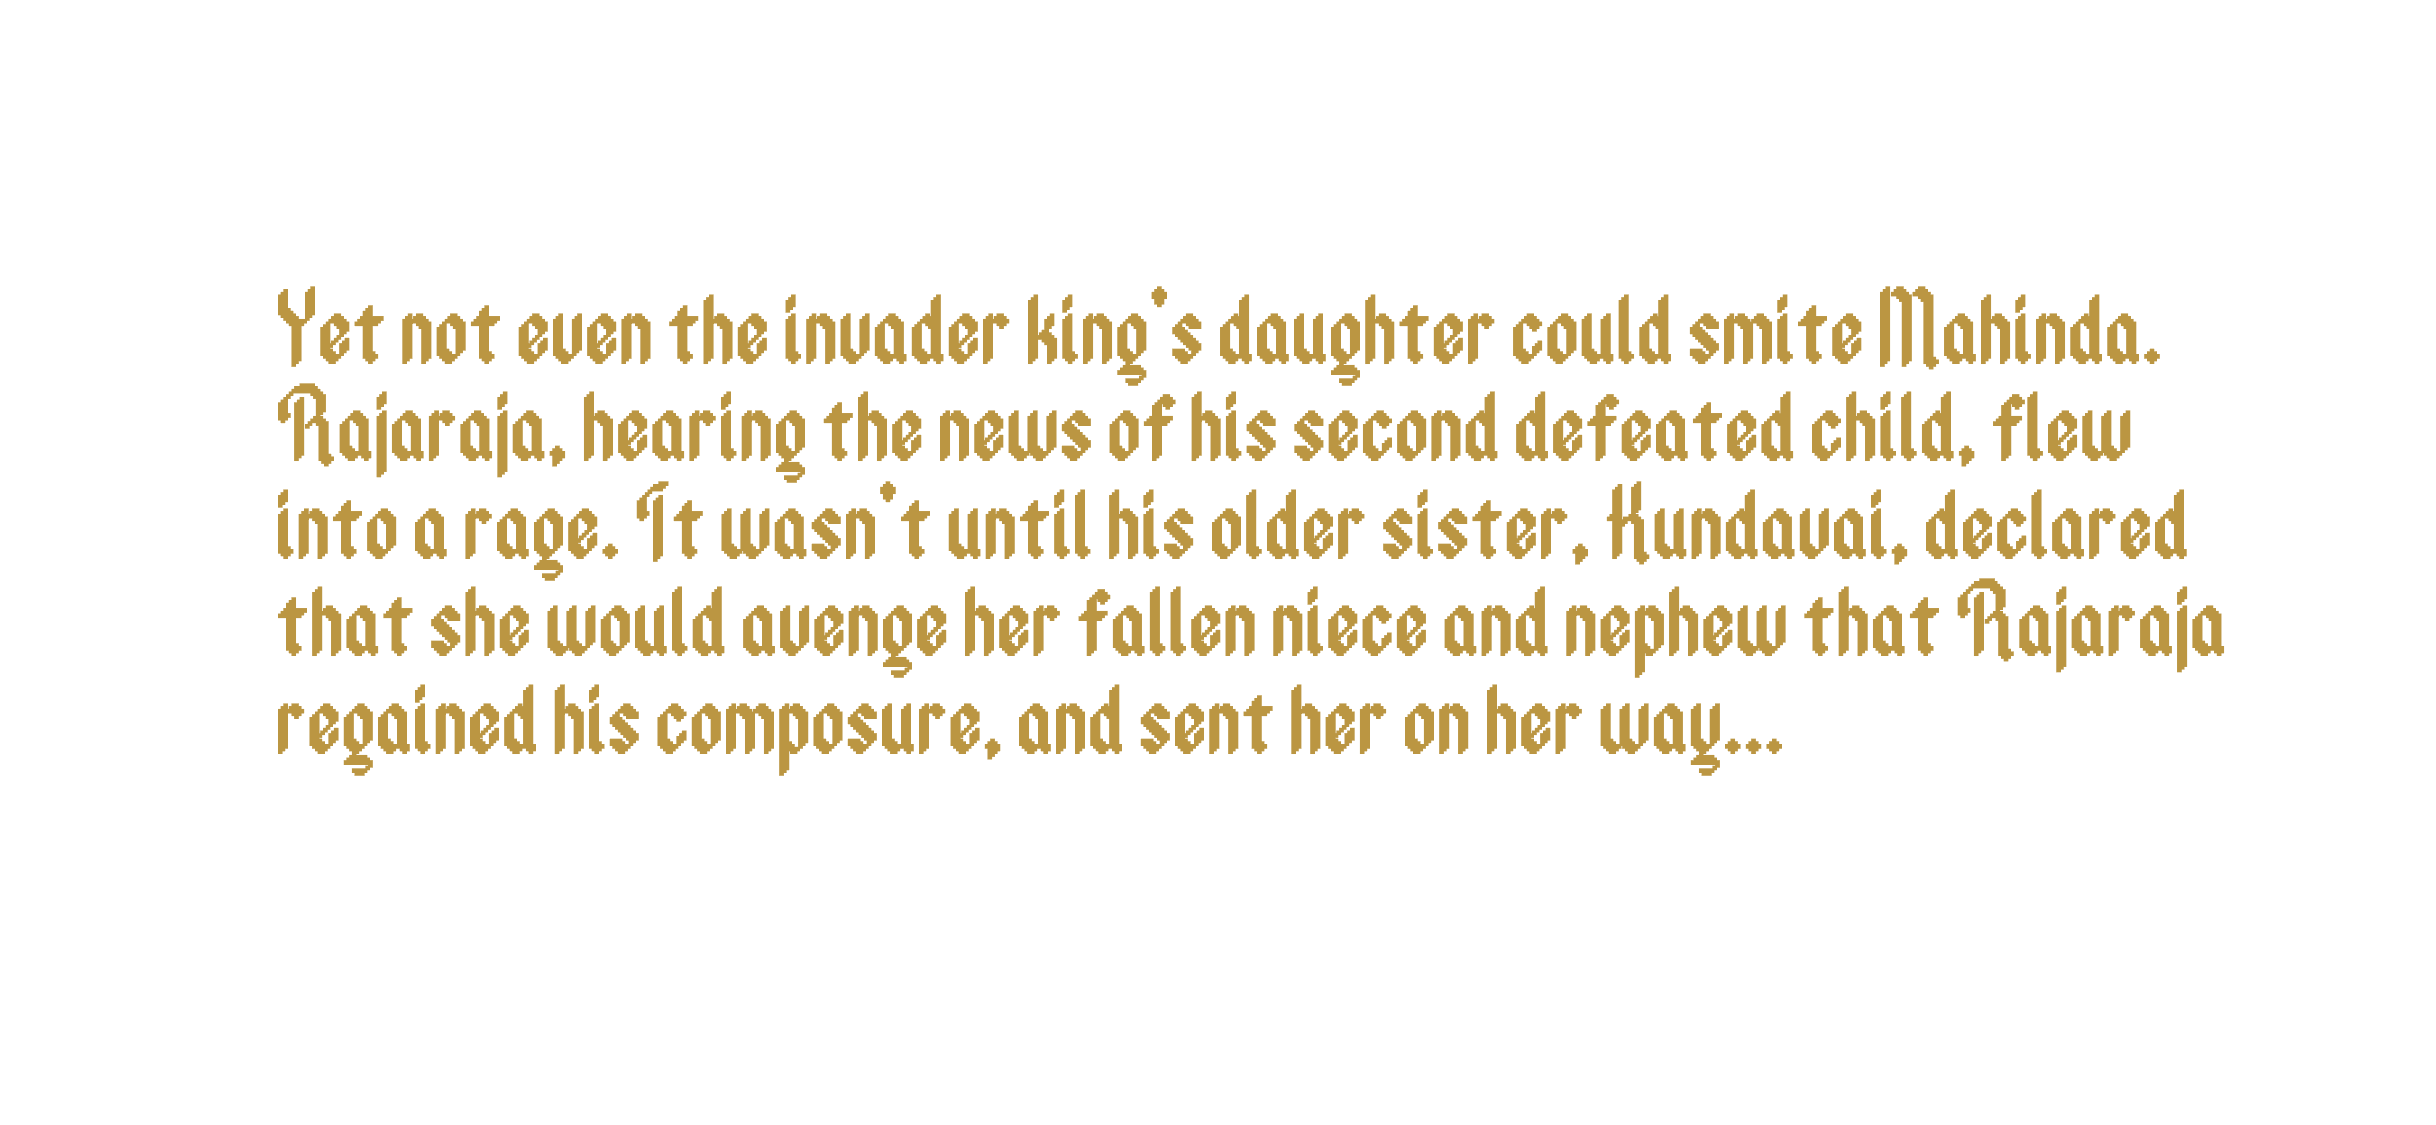 Yet not even the invader king's daughter could smite Mahinda.
Rajaraja, hearing the news of his second defeated child, flew
into a rage. It wasn't until his older sister, Kundavai, declared
that she would avenge her fallen niece and nephew that Rajaraja
regained his composure, and sent her on her way...